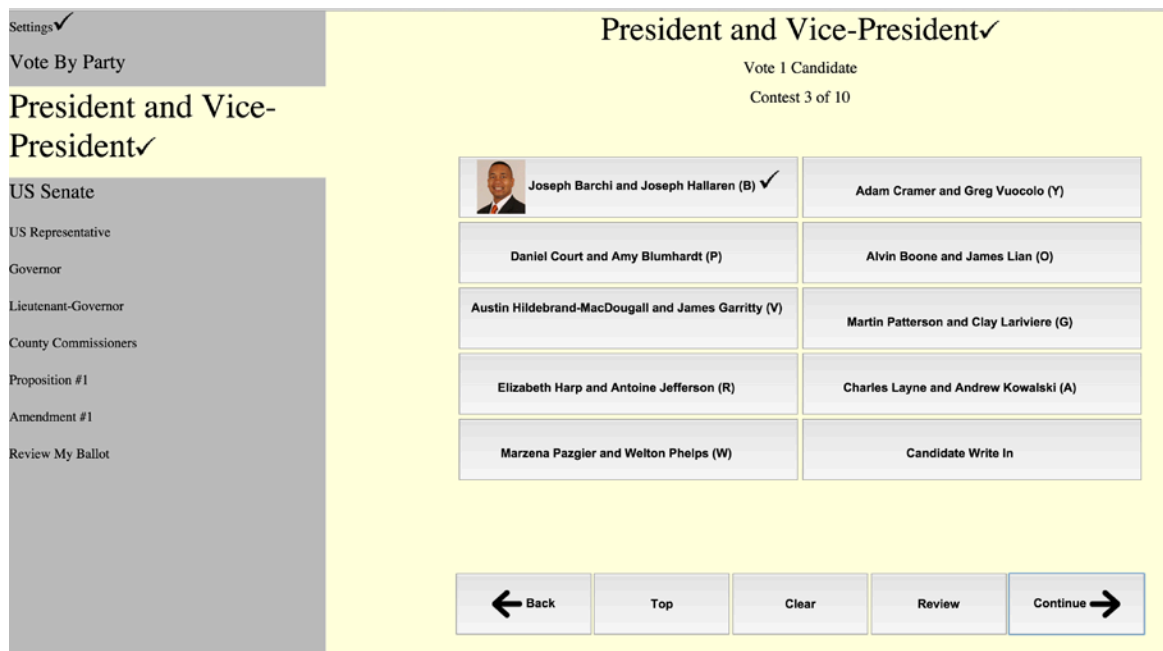 Settings✓
Vote By Party
President and Vice-
President✓
US Senate
US Representative
Governor
Lieutenant-Governor
County Commissioners
Proposition #1
Amendment #1
Review My Ballot
President and Vice-President✓
Vote 1 Candidate
Contest 3 of 10
Joseph Barchi and Joseph Hallaren (B) ✓
Adam Cramer and Greg Vuocolo (Y)
Daniel Court and Amy Blumhardt (P)
Alvin Boone and James Lian (O)
Austin Hildebrand-MacDougall and James Garritty (V)
Martin Patterson and Clay Lariviere (G)
Elizabeth Harp and Antoine Jefferson (R)
Charles Layne and Andrew Kowalski (A)
Marzena Pazgier and Welton Phelps (W)
Candidate Write In
Back
Top
Clear
Review
Continue